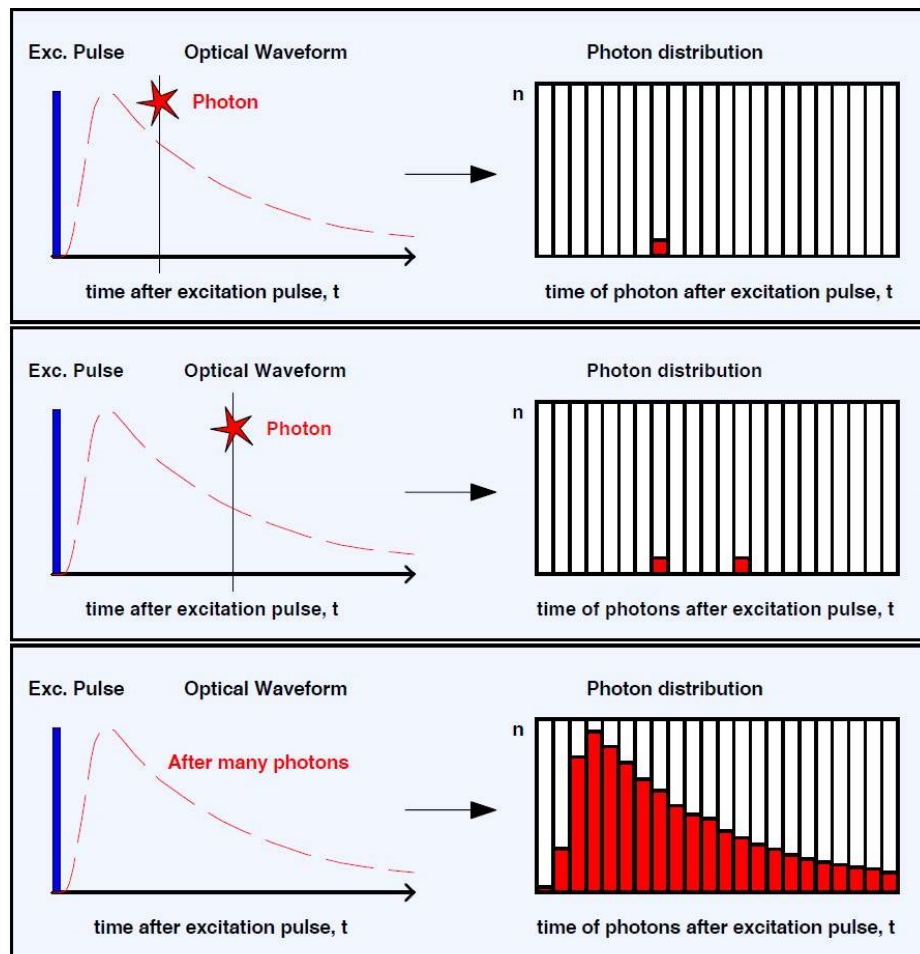 Exc. Pulse Optical Waveform Photon distribution
Photon
n
time after excitation pulse, t
time of photon after excitation pulse, t
Exc. Pulse Optical Waveform Photon distribution
Photon
n
time after excitation pulse, t
time of photons after excitation pulse, t
Exc. Pulse Optical Waveform Photon distribution
After many photons
n
time after excitation pulse, t
time of photons after excitation pulse, t